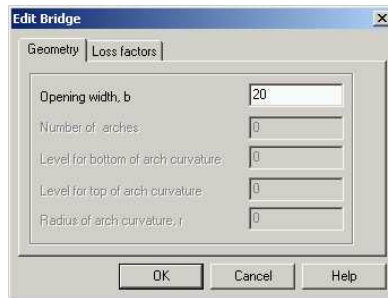 Edit Bridge
Geometry Loss factors
Opening width, b 20
Number of arches 0
Level for bottom of arch curvature 0
Level for top of arch curvature 0
Radius of arch curvature, r 0
OK Cancel Help